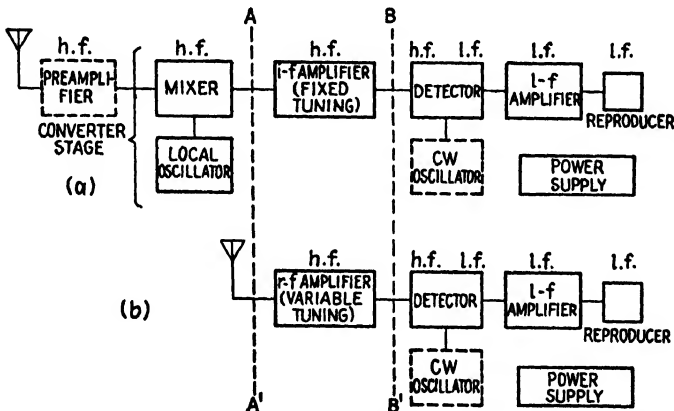 A
B
h.f.
h.f.
h.f.
h.f.
l.f.
l.f.
l.f.
PREAMPLI-
FIER
MIXER
i-f AMPLIFIER
(FIXED
TUNING)
DETECTOR
l-f
AMPLIFIER
REPRODUCER
CONVERTER
STAGE
LOCAL
OSCILLATOR
CW
OSCILLATOR
POWER
SUPPLY
(a)
h.f.
h.f.
l.f.
l.f.
l.f.
(b)
r-f AMPLIFIER
(VARIABLE
TUNING)
DETECTOR
l-f
AMPLIFIER
REPRODUCER
CW
OSCILLATOR
POWER
SUPPLY
A'
B'